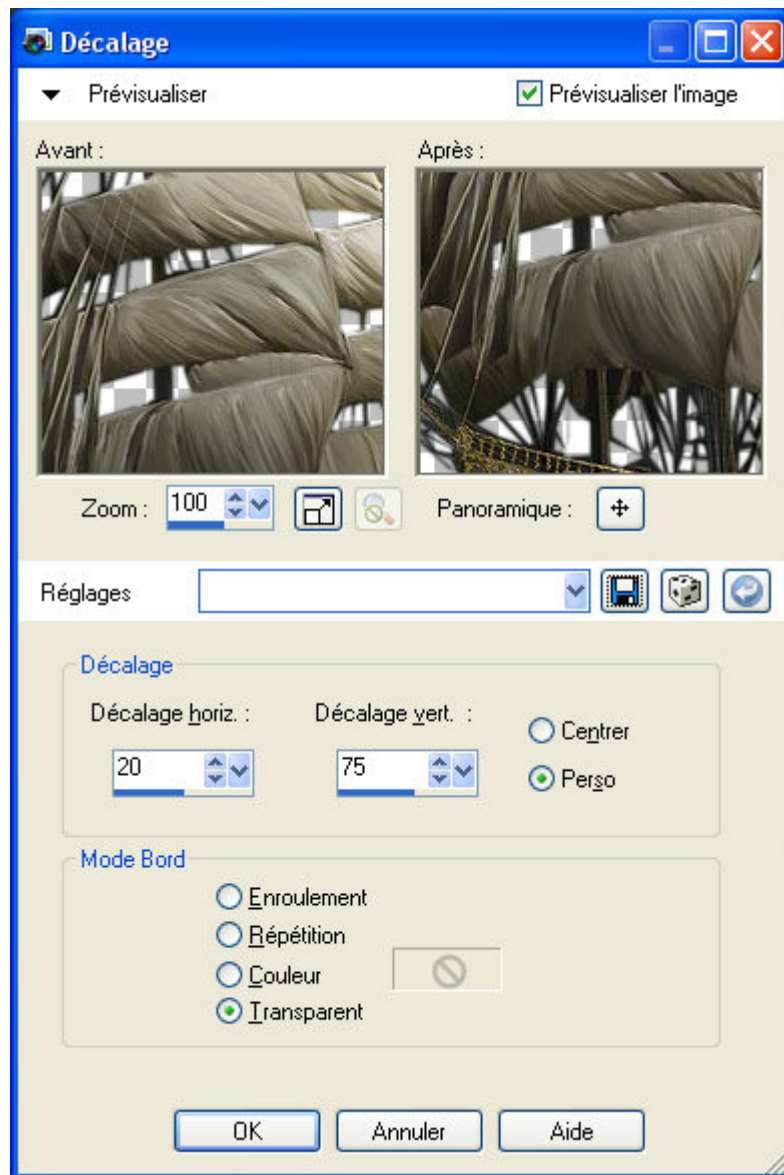 Décalage
Prévisualiser
Prévisualiser l'image
Avant :
Après :
Zoom : 100
Panoramique :
Réglages
Décalage
Décalage horiz. :
Décalage vert. :
20
75
Centrer
Perso
Mode Bord
Enroulement
Répétition
Couleur
Transparent
OK
Annuler
Aide